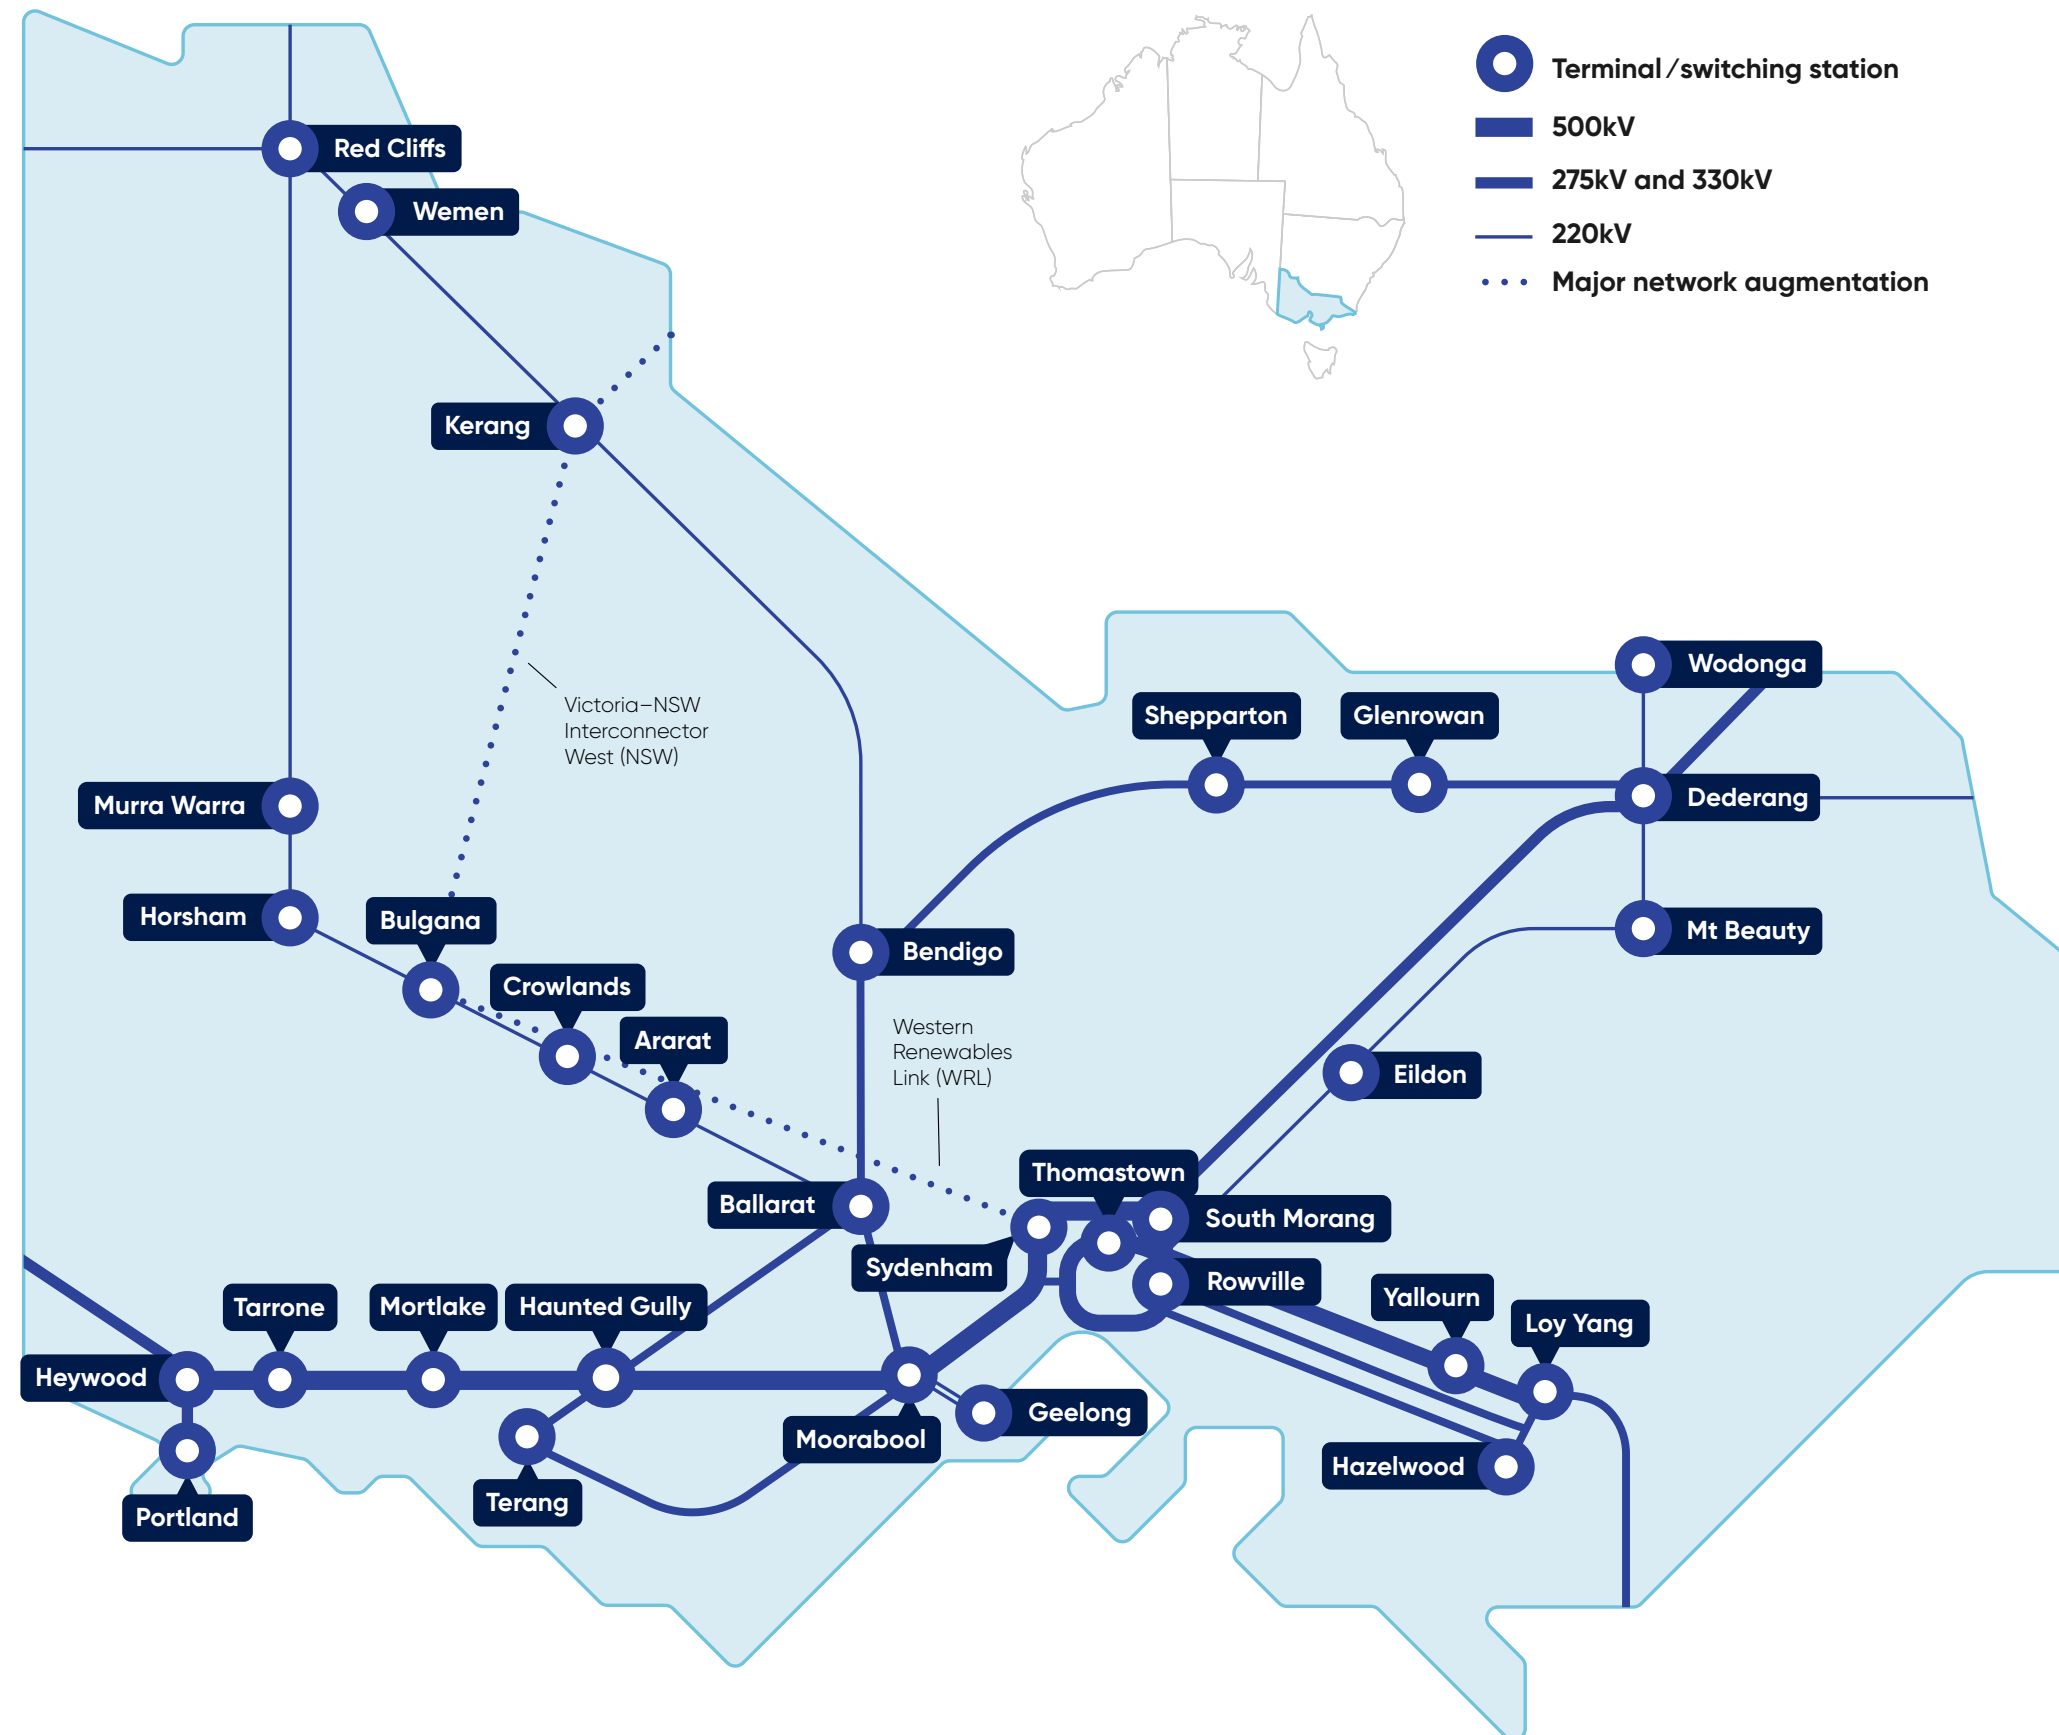 Terminal/switching station
500kV
275kV and 330kV
220kV
Major network augmentation
Red Cliffs
Wemen
Kerang
Victoria–NSW
Interconnector
West (NSW)
Wodonga
Shepparton
Glenrowan
Dederang
Murra Warra
Horsham
Bulgana
Mt Beauty
Bendigo
Crowlands
Ararat
Western
Renewables
Link (WRL)
Eildon
Thomastown
Ballarat
South Morang
Sydenham
Rowville
Tarrone
Mortlake
Haunted Gully
Yallourn
Loy Yang
Heywood
Geelong
Moorabool
Hazelwood
Terang
Portland